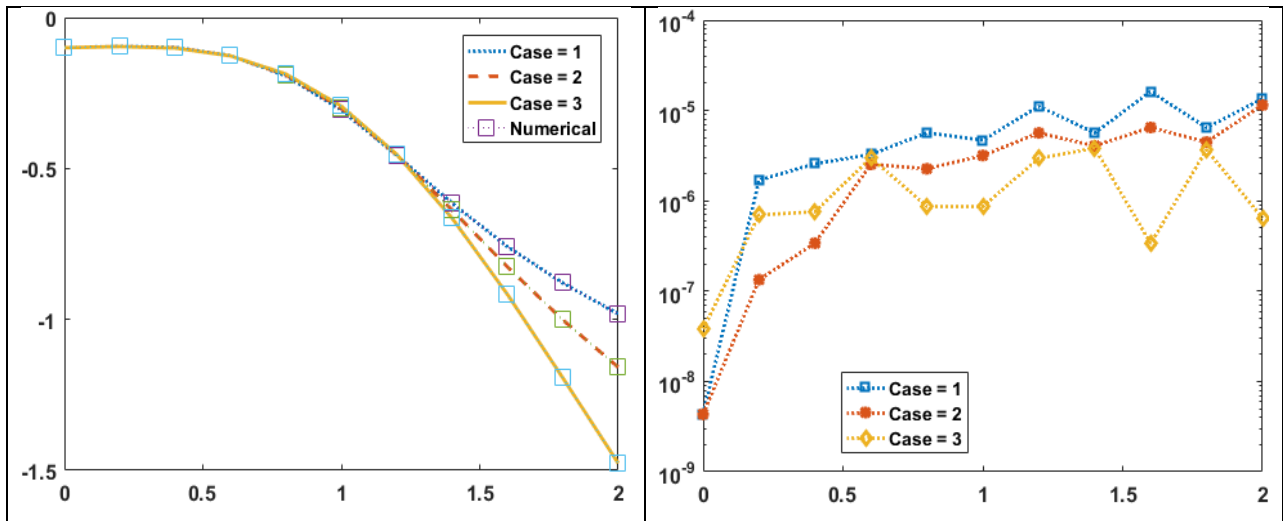 0
-0.5
-1
-1.5
0
0.5
1
1.5
2
Case = 1
Case = 2
Case = 3
Numerical
10-4
10-5
10-6
10-7
10-8
10-9
0
0.5
1
1.5
2
Case = 1
Case = 2
Case = 3